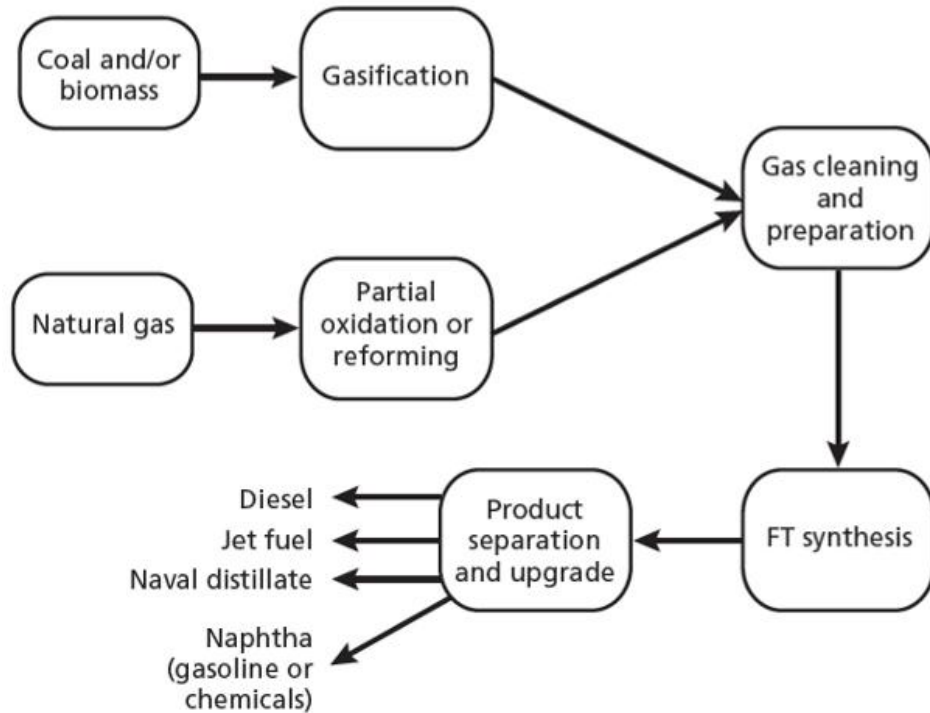 Coal and/or
biomass
Gasification
Gas cleaning
and
preparation
Natural gas
Partial
oxidation or
reforming
FT synthesis
Product
separation
and upgrade
Diesel
Jet fuel
Naval distillate
Naphtha
(gasoline or
chemicals)